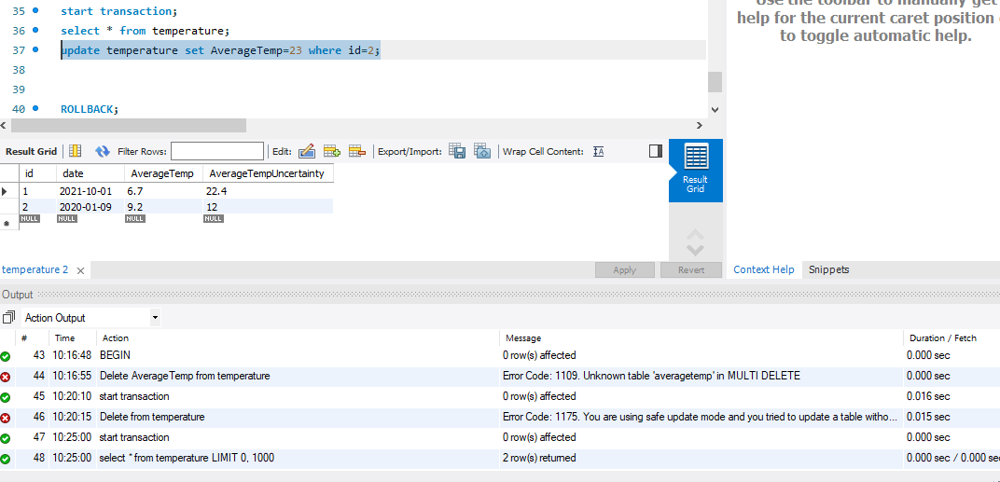 Use the toolbar to manually get
35 start transaction;
help for the current caret position
36 select * from temperature;
to toggle automatic help.
37 update temperature set AverageTemp=23 where id=2;
38
39
40 ROLLBACK;
Result Grid Filter Rows: Edit: Export/Import: Wrap Cell Content: IA
Result
Grid
id date AverageTemp AverageTempUncertainty
1 2021-10-01 6.7 22.4
2 2020-01-09 9.2 12
NULL NULL NULL NULL
temperature 2 Apply Revert Context Help Snippets
Output
Action Output
# Time Action Message Duration / Fetch
43 10:16:48 BEGIN 0 row(s) affected 0.000 sec
44 10:16:55 Delete AverageTemp from temperature Error Code: 1109. Unknown table 'averagetemp' in MULTI DELETE 0.000 sec
45 10:20:10 start transaction 0 row(s) affected 0.016 sec
46 10:20:15 Delete from temperature Error Code: 1175. You are using safe update mode and you tried to update a table witho... 0.015 sec
47 10:25:00 start transaction 0 row(s) affected 0.000 sec
48 10:25:00 select * from temperature LIMIT 0, 1000 2 row(s) returned 0.000 sec / 0.000 sec